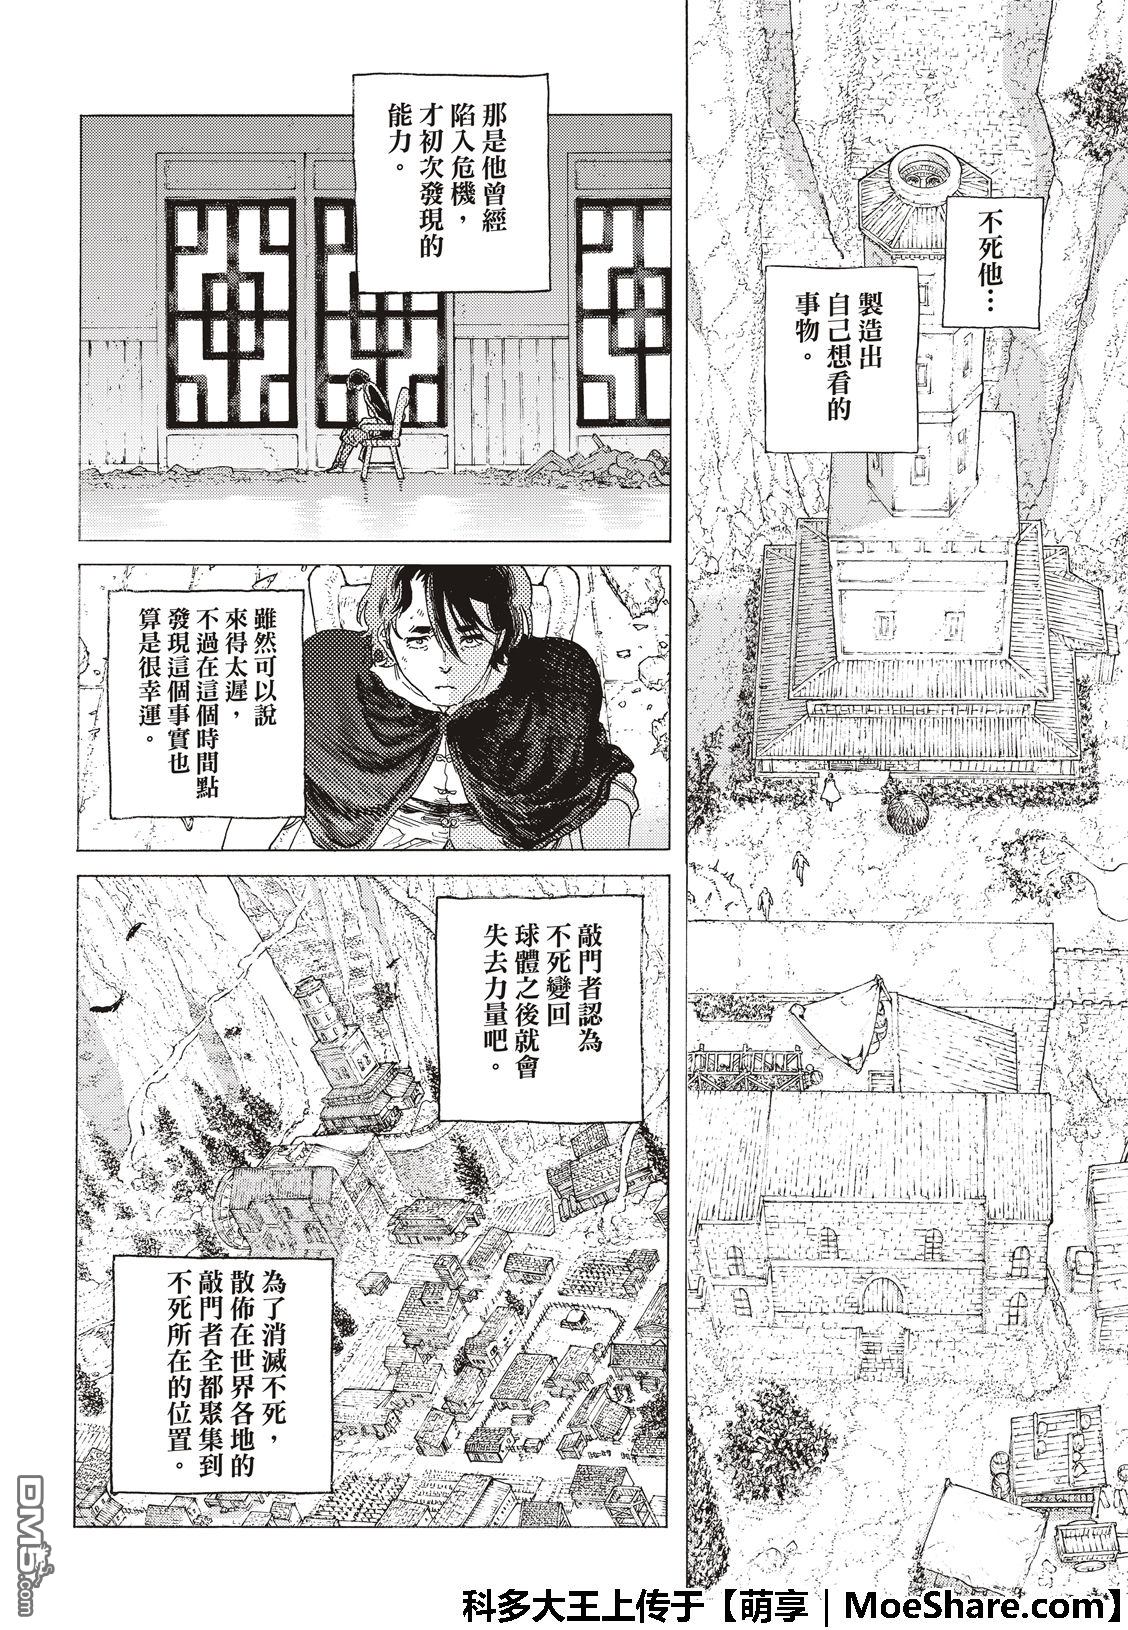 不死他…
製造出
自己想看的
事物。
那是他曾經
陷入危機，
才初次發現的
能力。
雖然可以說
來得太遲，
不過在這個時間點
發現這個事實也
算是很幸運。
敲門者認為
不死變回
球體之後就會
失去力量吧。
為了消滅不死，
散佈在世界各地的
敲門者全都聚集到
不死所在的位置。
DM5.com
科多大王上传于【萌享｜MoeShare.com】